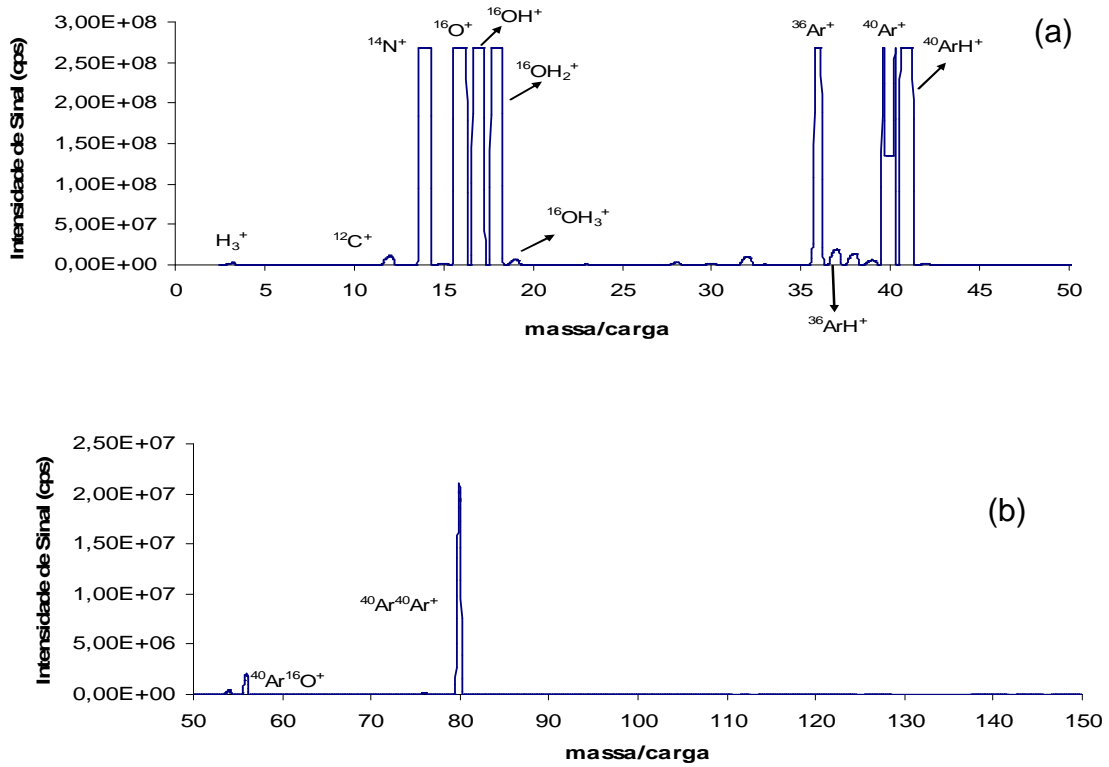 (a)
Intensidade de Sinal (cps)
3,00E+08
2,50E+08
2,00E+08
1,50E+08
1,00E+08
5,00E+07
0,00E+00
H₃⁺
¹²C⁺
¹⁴N⁺
¹⁶O⁺
¹⁶OH⁺
¹⁶OH₂⁺
¹⁶OH₃⁺
³⁶Ar⁺
⁴⁰Ar⁺
⁴⁰ArH⁺
³⁶ArH⁺
0 5 10 15 20 25 30 35 40 45 50
massa/carga
(b)
Intensidade de Sinal (cps)
2,50E+07
2,00E+07
1,50E+07
1,00E+07
5,00E+06
0,00E+00
⁴⁰Ar⁴⁰Ar⁺
⁴⁰Ar¹⁶O⁺
50 60 70 80 90 100 110 120 130 140 150
massa/carga